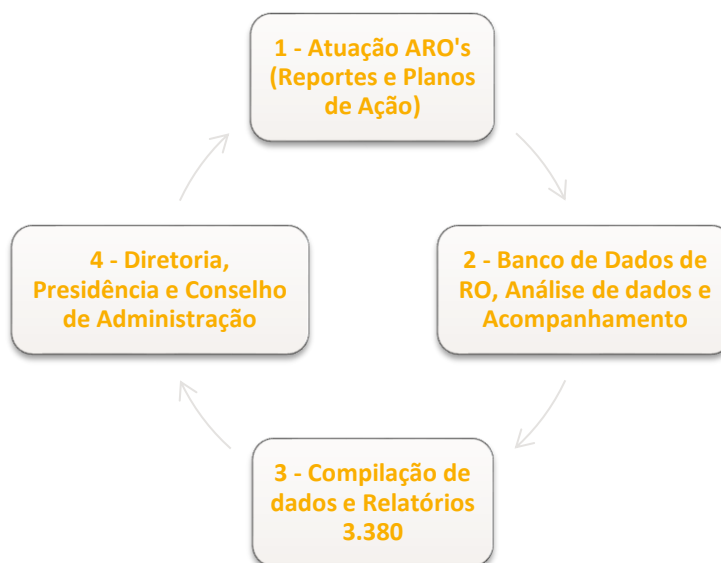 1 - Atuação ARO's
(Reportes e Planos
de Ação)
2 - Banco de Dados de
RO, Análise de dados e
Acompanhamento
3 - Compilação de
dados e Relatórios
3.380
4 - Diretoria,
Presidência e Conselho
de Administração